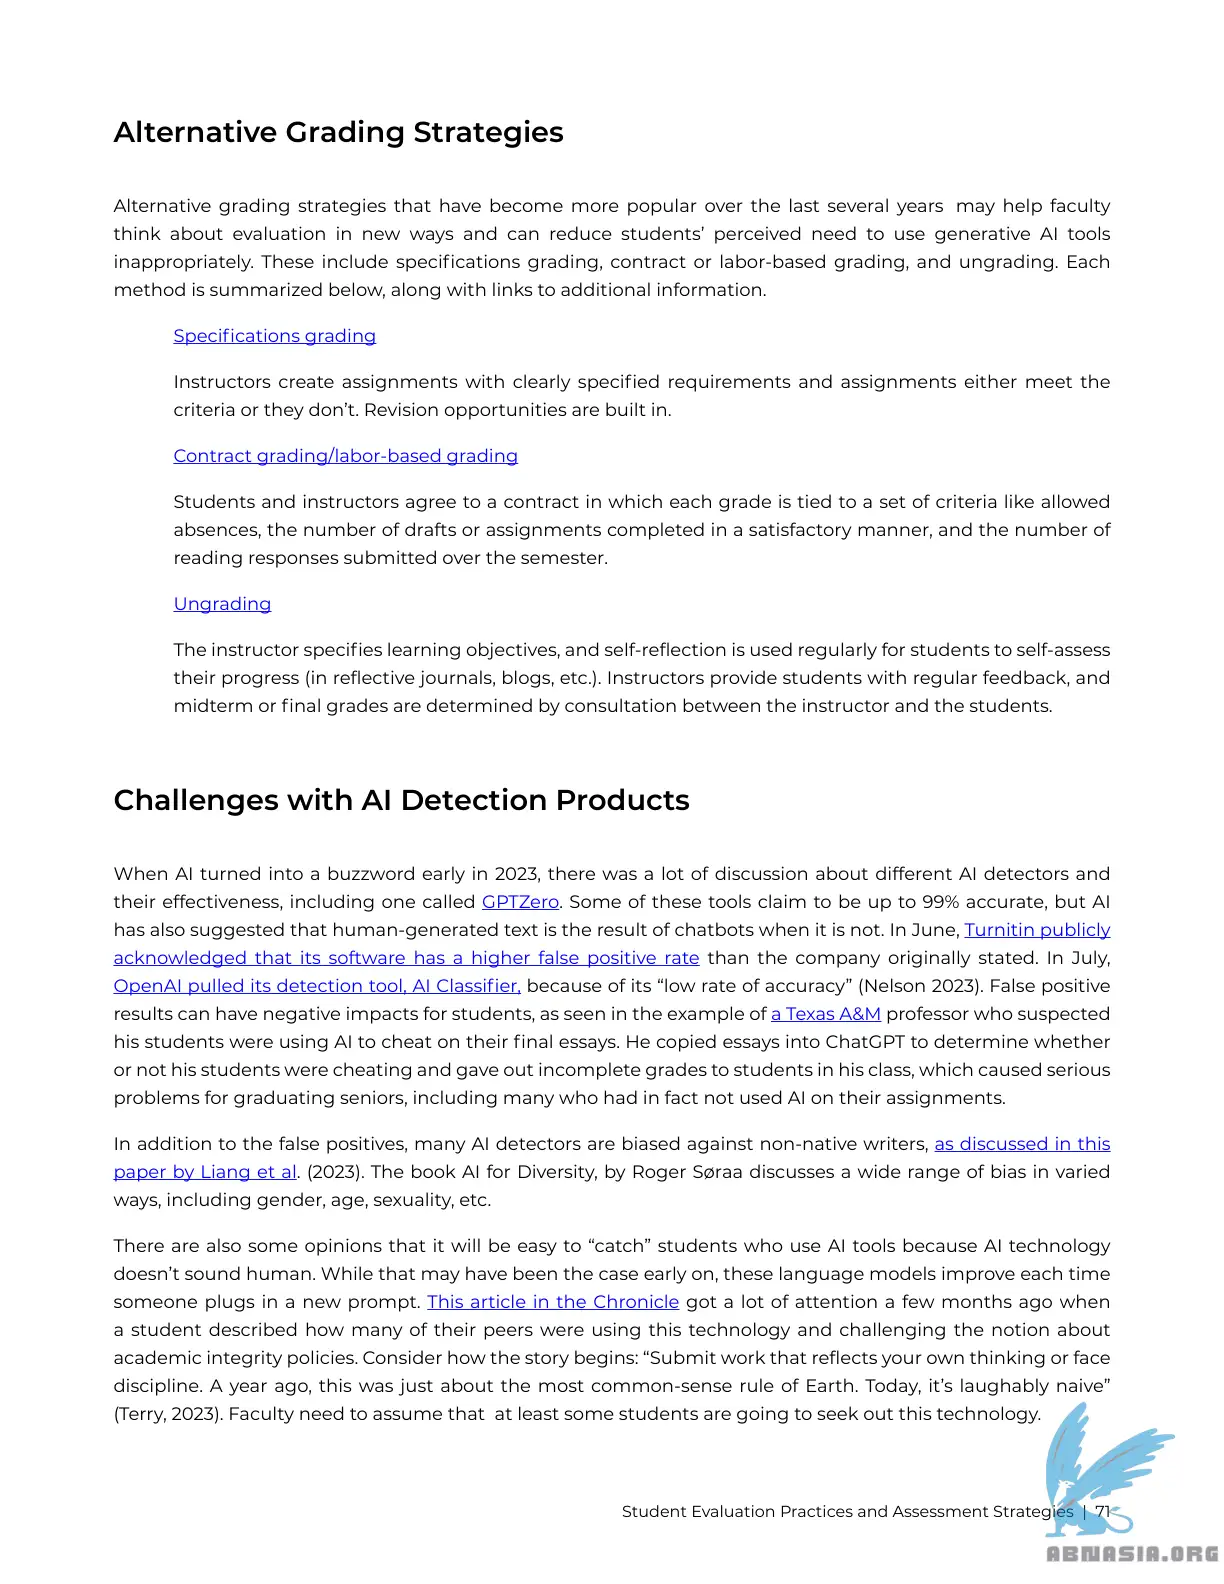 Alternative Grading Strategies
Alternative grading strategies that have become more popular over the last several years  may help faculty
think about evaluation in new ways and can reduce students’ perceived need to use generative AI tools
inappropriately. These include specifications grading, contract or labor-based grading, and ungrading. Each
method is summarized below, along with links to additional information.
Specifications grading
Instructors create assignments with clearly specified requirements and assignments either meet the
criteria or they don’t. Revision opportunities are built in.
Contract grading/labor-based grading
Students and instructors agree to a contract in which each grade is tied to a set of criteria like allowed
absences, the number of drafts or assignments completed in a satisfactory manner, and the number of
reading responses submitted over the semester.
Ungrading
The instructor specifies learning objectives, and self-reflection is used regularly for students to self-assess
their progress (in reflective journals, blogs, etc.). Instructors provide students with regular feedback, and
midterm or final grades are determined by consultation between the instructor and the students.
Challenges with AI Detection Products
When AI turned into a buzzword early in 2023, there was a lot of discussion about different AI detectors and
their effectiveness, including one called GPTZero. Some of these tools claim to be up to 99% accurate, but AI
has also suggested that human-generated text is the result of chatbots when it is not. In June, Turnitin publicly
acknowledged that its software has a higher false positive rate than the company originally stated. In July,
OpenAI pulled its detection tool, AI Classifier, because of its “low rate of accuracy” (Nelson 2023). False positive
results can have negative impacts for students, as seen in the example of a Texas A&M professor who suspected
his students were using AI to cheat on their final essays. He copied essays into ChatGPT to determine whether
or not his students were cheating and gave out incomplete grades to students in his class, which caused serious
problems for graduating seniors, including many who had in fact not used AI on their assignments.
In addition to the false positives, many AI detectors are biased against non-native writers, as discussed in this
paper by Liang et al. (2023). The book AI for Diversity, by Roger Søraa discusses a wide range of bias in varied
ways, including gender, age, sexuality, etc.
There are also some opinions that it will be easy to “catch” students who use AI tools because AI technology
doesn’t sound human. While that may have been the case early on, these language models improve each time
someone plugs in a new prompt. This article in the Chronicle got a lot of attention a few months ago when
a student described how many of their peers were using this technology and challenging the notion about
academic integrity policies. Consider how the story begins: “Submit work that reflects your own thinking or face
discipline. A year ago, this was just about the most common-sense rule of Earth. Today, it’s laughably naive”
(Terry, 2023). Faculty need to assume that  at least some students are going to seek out this technology.
Student Evaluation Practices and Assessment Strategies | 71
ABNASIA.ORG